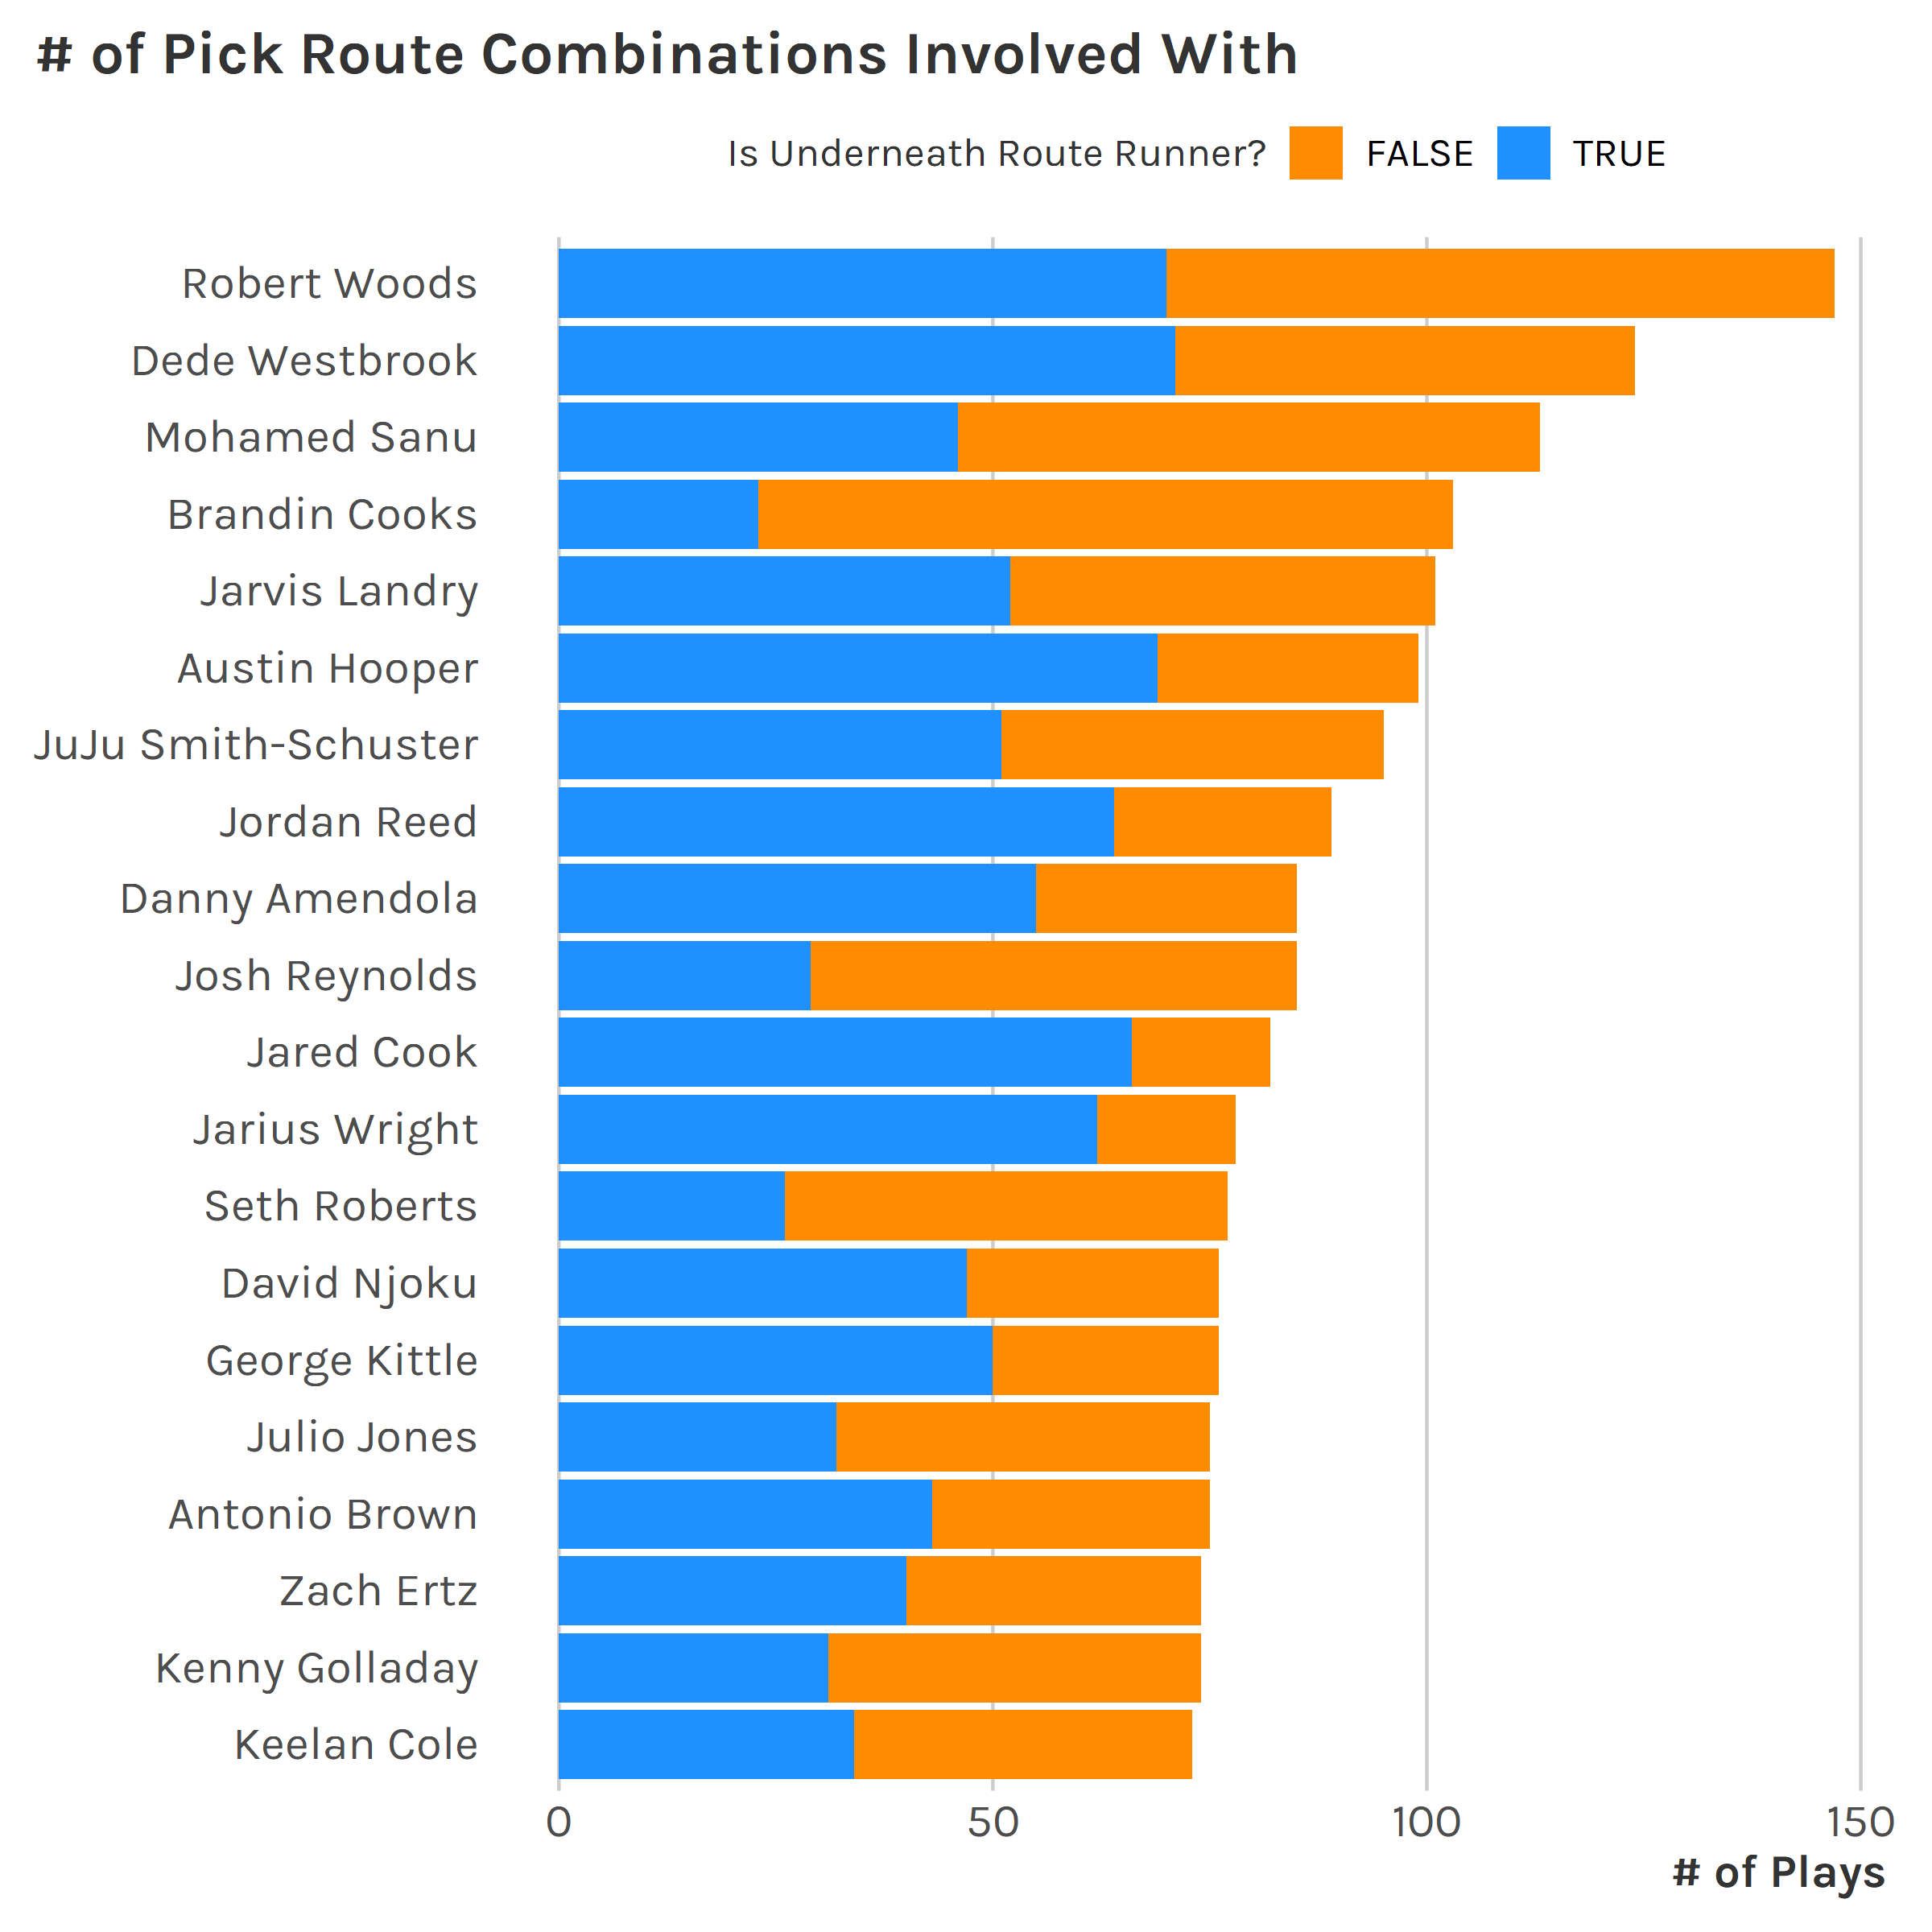 # of Pick Route Combinations Involved With
Is Underneath Route Runner? FALSE TRUE
Robert Woods
Dede Westbrook
Mohamed Sanu
Brandin Cooks
Jarvis Landry
Austin Hooper
JuJu Smith-Schuster
Jordan Reed
Danny Amendola
Josh Reynolds
Jared Cook
Jarius Wright
Seth Roberts
David Njoku
George Kittle
Julio Jones
Antonio Brown
Zach Ertz
Kenny Golladay
Keelan Cole
0 50 100 150
# of Plays